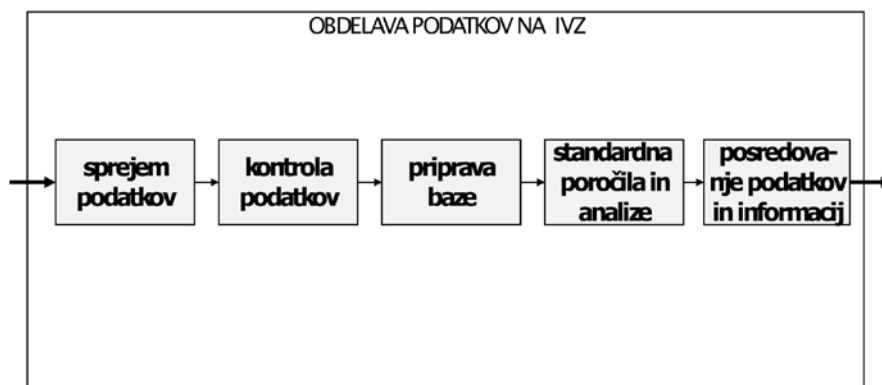 OBDELAVA PODATKOV NA IVZ
sprejem
podatkov
kontrola
podatkov
priprava
baze
standardna
poročila in
analize
posredova-
nje podatkov
in informacij